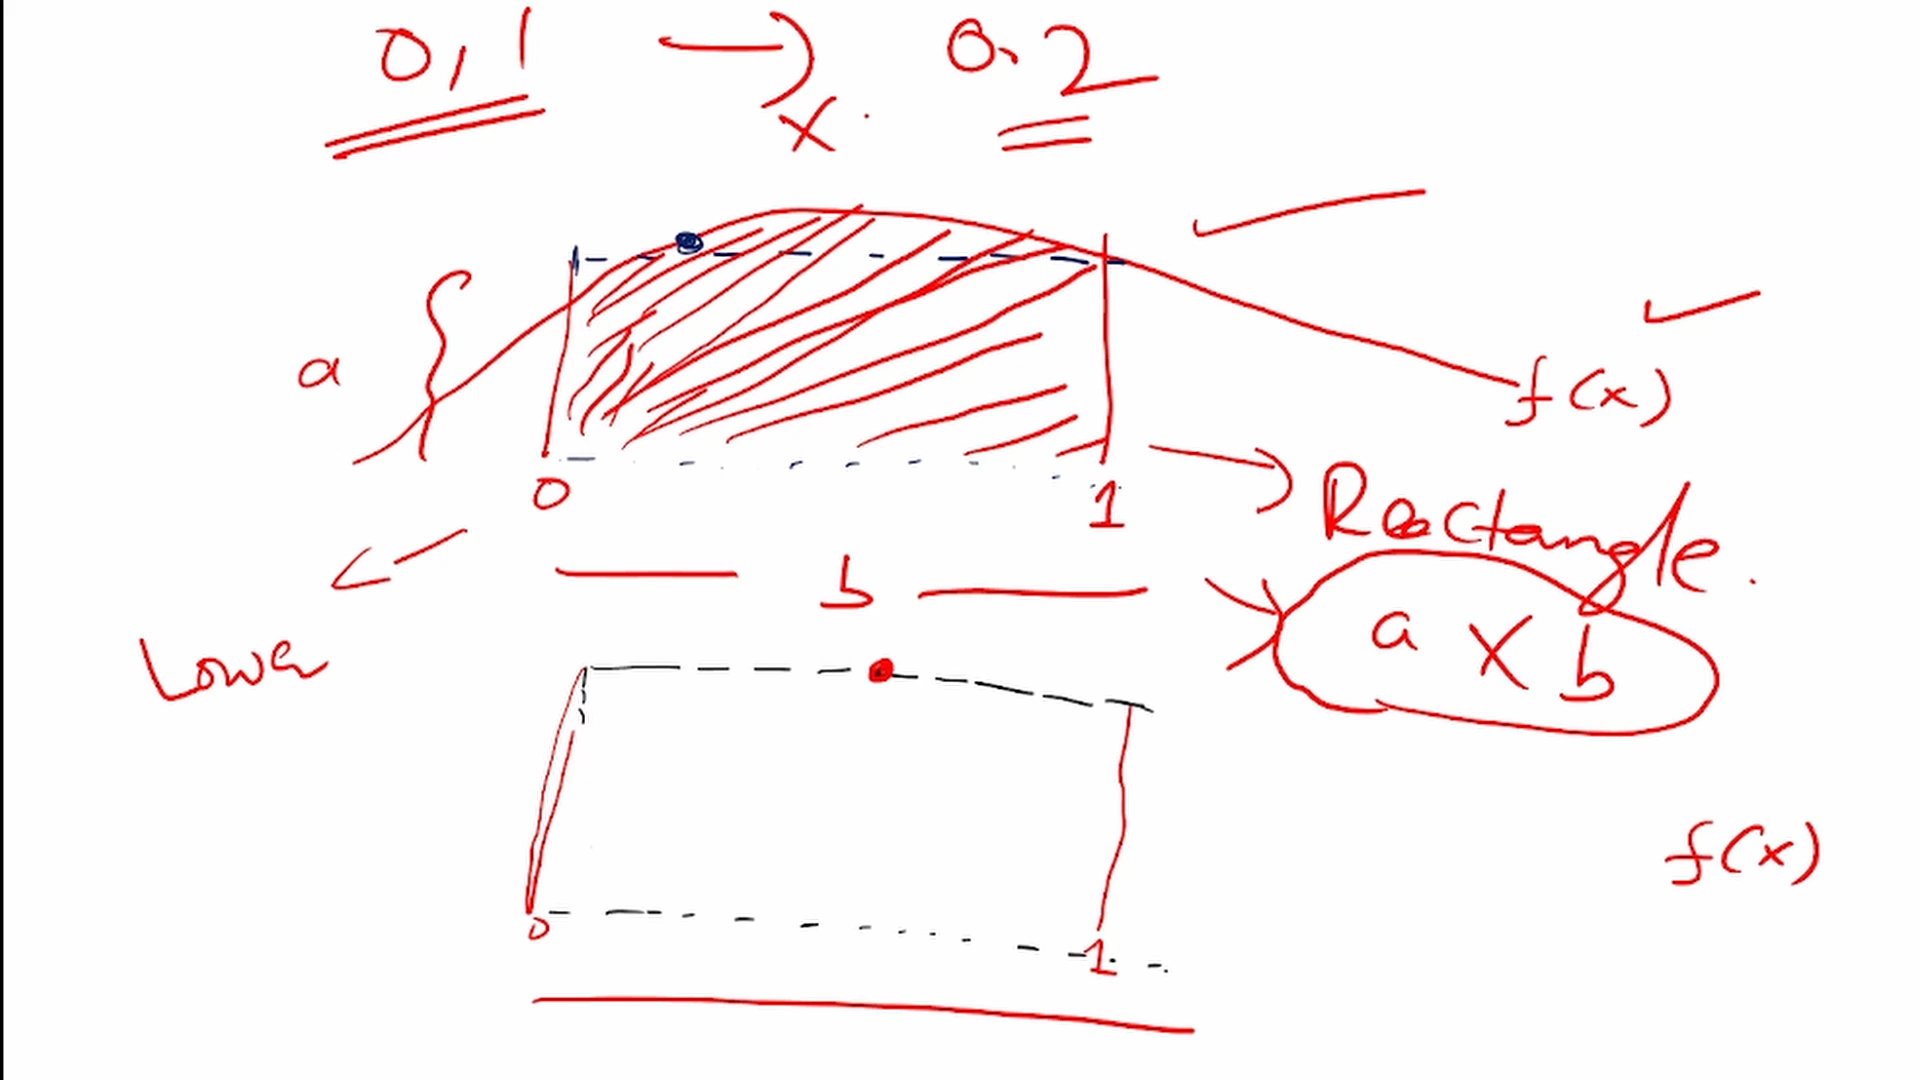 0,1 → 0.2
x.
a
f(x)
0 1 → Rectangle.
b
a X b
Lower
f(x)
0 1